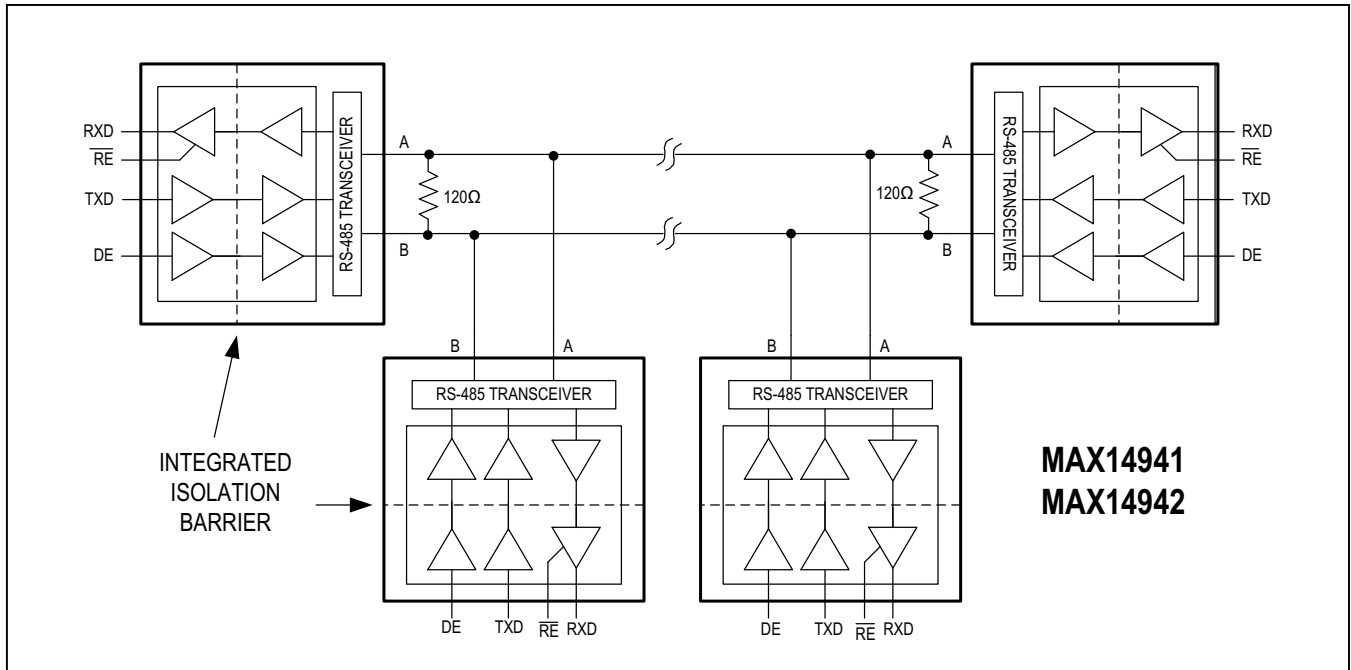 RXD
RE
TXD
DE
RS-485 TRANSCEIVER
A
120Ω
B
A
120Ω
B
RS-485 TRANSCEIVER
RXD
RE
TXD
DE
B
A
RS-485 TRANSCEIVER
DE
TXD
RE
RXD
B
A
RS-485 TRANSCEIVER
DE
TXD
RE
RXD
INTEGRATED
ISOLATION
BARRIER
MAX14941
MAX14942